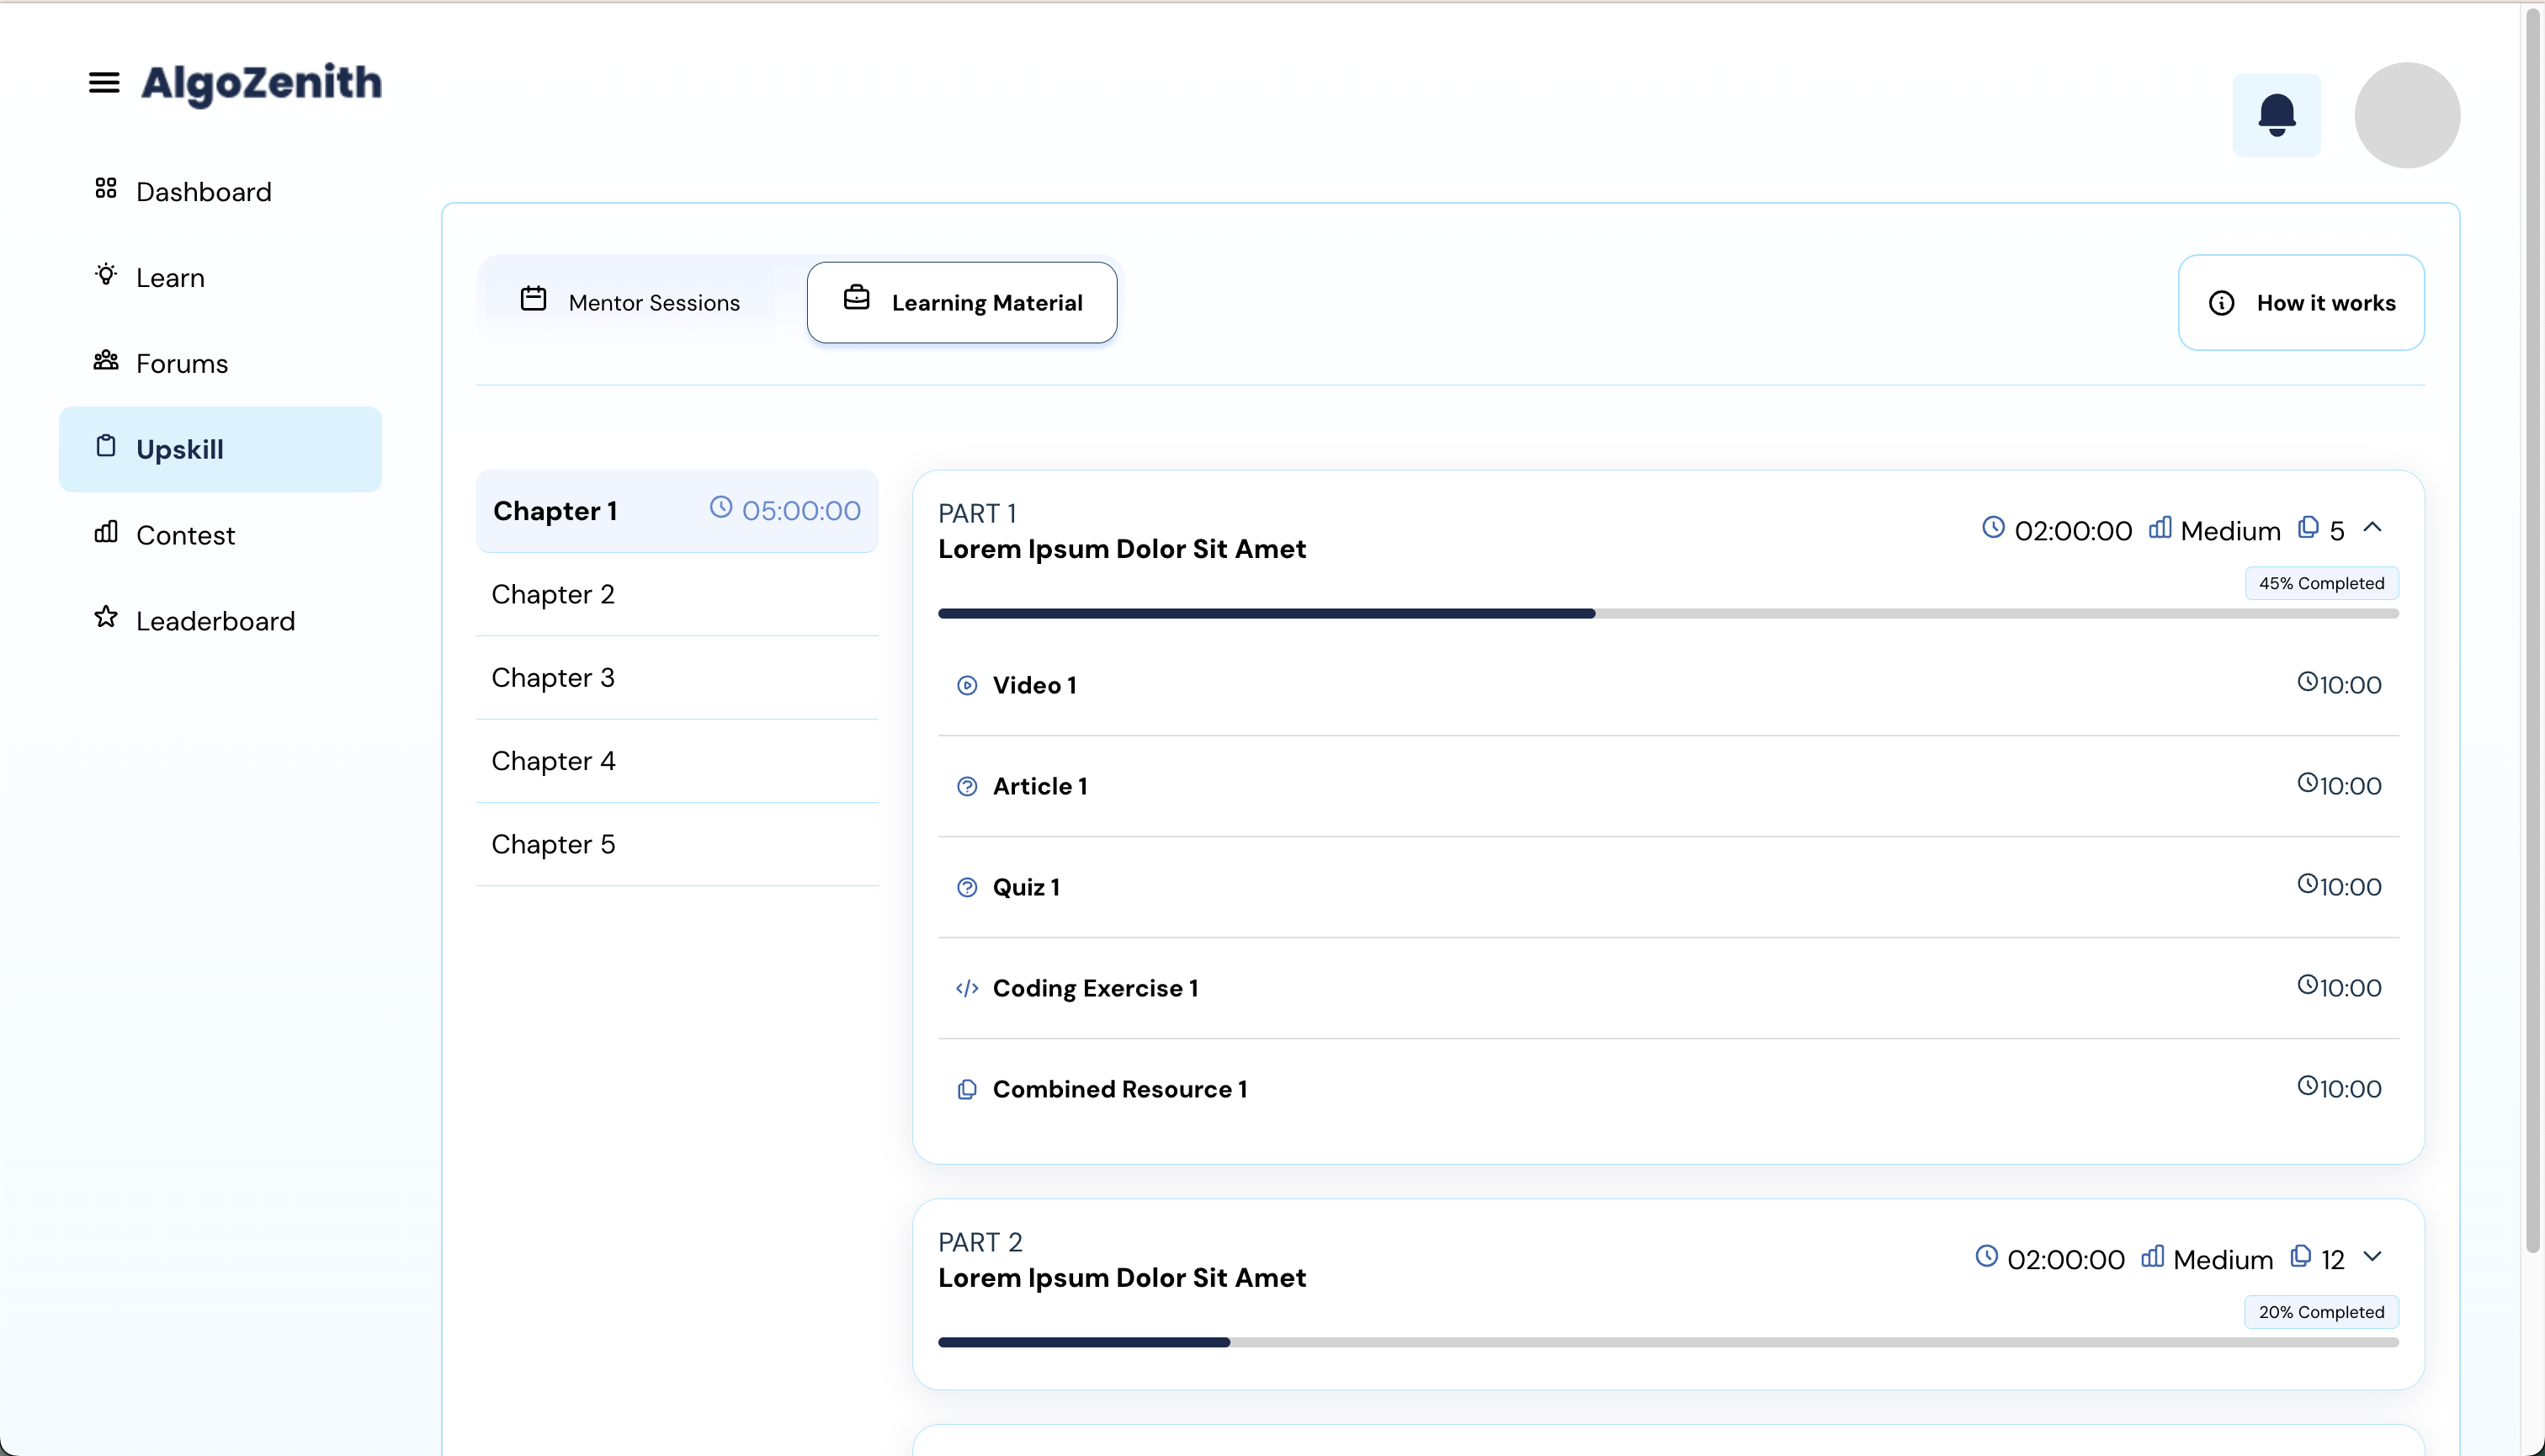 AlgoZenith
Dashboard
Learn
Forums
Upskill
Contest
Leaderboard
Mentor Sessions
Learning Material
How it works
Chapter 1 05:00:00
Chapter 2
Chapter 3
Chapter 4
Chapter 5
PART 1
Lorem Ipsum Dolor Sit Amet
02:00:00 Medium 5
45% Completed
Video 1 10:00
Article 1 10:00
Quiz 1 10:00
Coding Exercise 1 10:00
Combined Resource 1 10:00
PART 2
Lorem Ipsum Dolor Sit Amet
02:00:00 Medium 12
20% Completed